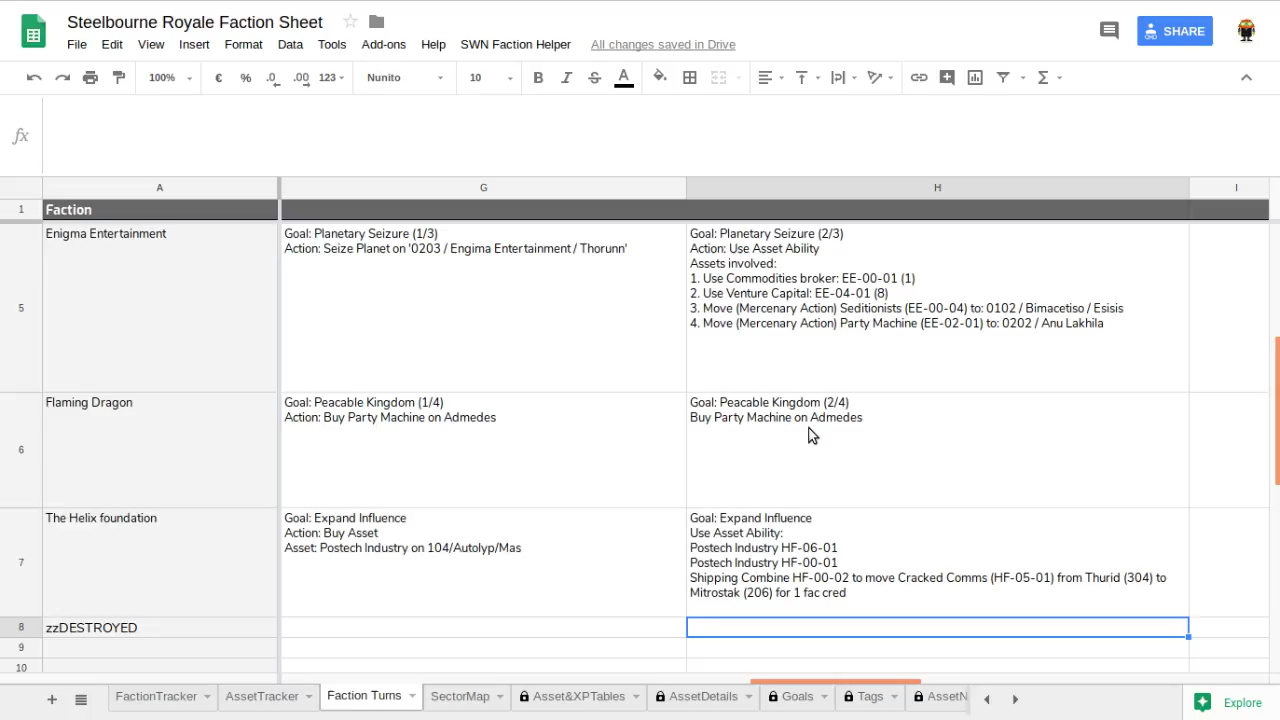 Steelbourne Royale Faction Sheet
File Edit View Insert Format Data Tools Add-ons Help SWN Faction Helper All changes saved in Drive
SHARE
100% € % .0 .00 123 Nunito 10 B I S A Σ
fx
A G H I
1 Faction
5 Enigma Entertainment
Goal: Planetary Seizure (1/3)
Action: Seize Planet on '0203 / Engima Entertainment / Thorunn'
Goal: Planetary Seizure (2/3)
Action: Use Asset Ability
Assets involved:
1. Use Commodities broker: EE-00-01 (1)
2. Use Venture Capital: EE-04-01 (8)
3. Move (Mercenary Action) Seditionists (EE-00-04) to: 0102 / Bimacetiso / Esisis
4. Move (Mercenary Action) Party Machine (EE-02-01) to: 0202 / Anu Lakhila
6 Flaming Dragon
Goal: Peacable Kingdom (1/4)
Action: Buy Party Machine on Admedes
Goal: Peacable Kingdom (2/4)
Buy Party Machine on Admedes
7 The Helix foundation
Goal: Expand Influence
Action: Buy Asset
Asset: Postech Industry on 104/Autolyp/Mas
Goal: Expand Influence
Use Asset Ability:
Postech Industry HF-06-01
Postech Industry HF-00-01
Shipping Combine HF-00-02 to move Cracked Comms (HF-05-01) from Thurid (304) to
Mitrostak (206) for 1 fac cred
8 zzDESTROYED
9
10
FactionTracker AssetTracker Faction Turns SectorMap Asset&XPTables AssetDetails Goals Tags AssetN
Explore